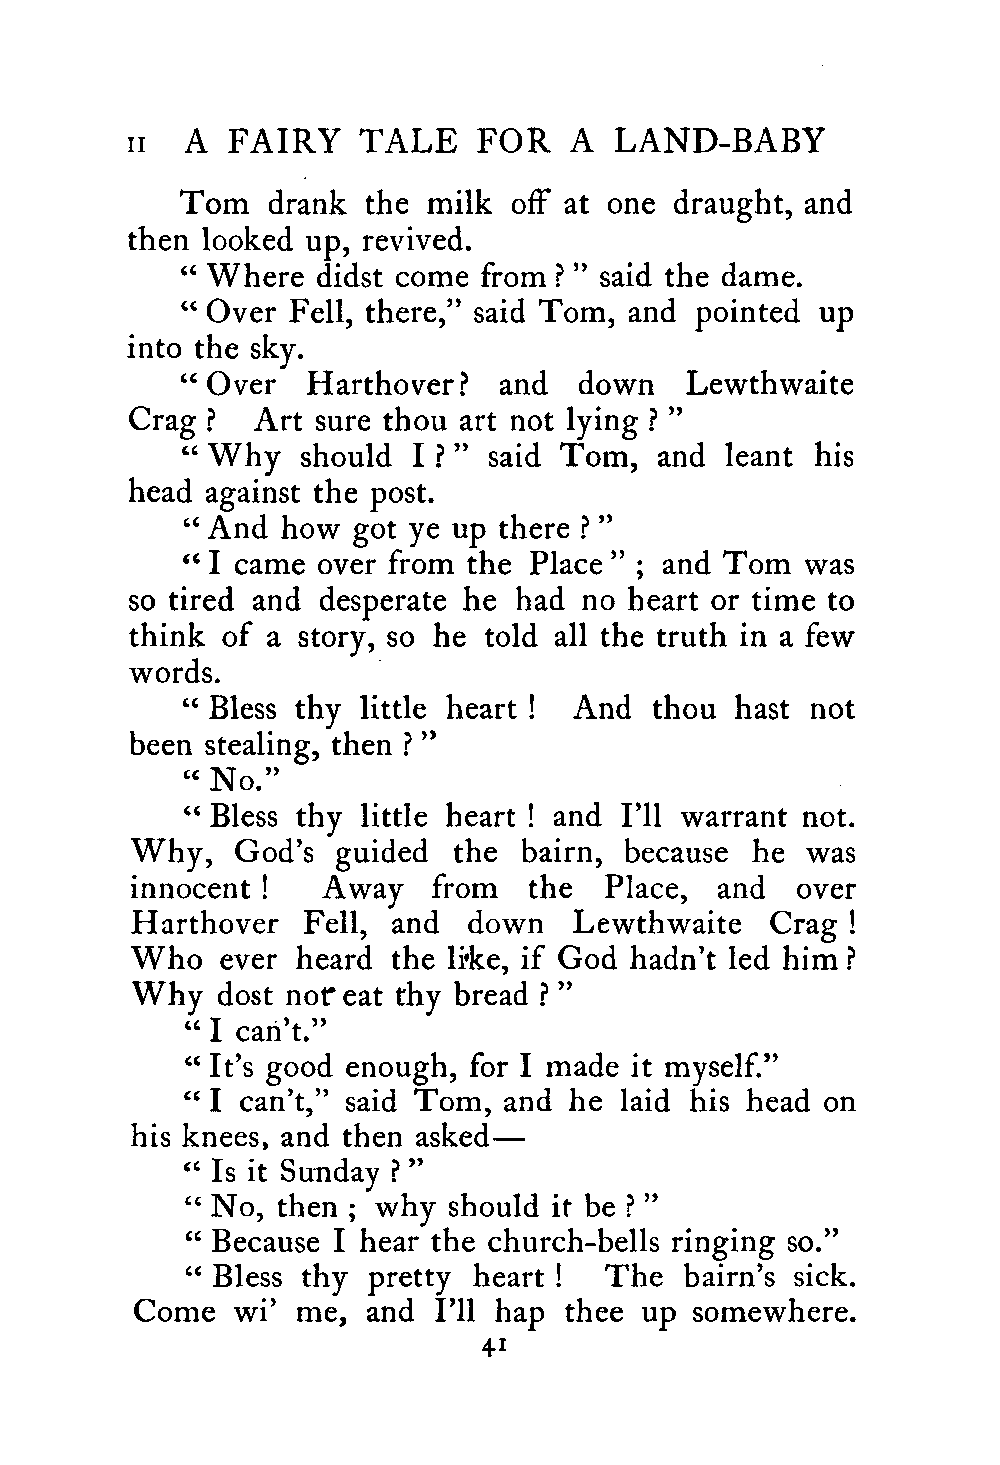 II A FAIRY TALE FOR A LAND-BABY
Tom drank the milk off at one draught, and
then looked up, revived.
“ Where didst come from ? ” said the dame.
“ Over Fell, there,” said Tom, and pointed up
into the sky.
“ Over Harthover? and down Lewthwaite
Crag ? Art sure thou art not lying ? ”
“ Why should I ? ” said Tom, and leant his
head against the post.
“ And how got ye up there ? ”
“ I came over from the Place ” ; and Tom was
so tired and desperate he had no heart or time to
think of a story, so he told all the truth in a few
words.
“ Bless thy little heart ! And thou hast not
been stealing, then ? ”
“ No.”
“ Bless thy little heart ! and I’ll warrant not.
Why, God’s guided the bairn, because he was
innocent ! Away from the Place, and over
Harthover Fell, and down Lewthwaite Crag !
Who ever heard the like, if God hadn’t led him ?
Why dost not eat thy bread ? ”
“ I can’t.”
“ It’s good enough, for I made it myself.”
“ I can’t,” said Tom, and he laid his head on
his knees, and then asked—
“ Is it Sunday ? ”
“ No, then ; why should it be ? ”
“ Because I hear the church-bells ringing so.”
“ Bless thy pretty heart ! The bairn’s sick.
Come wi’ me, and I’ll hap thee up somewhere.
41